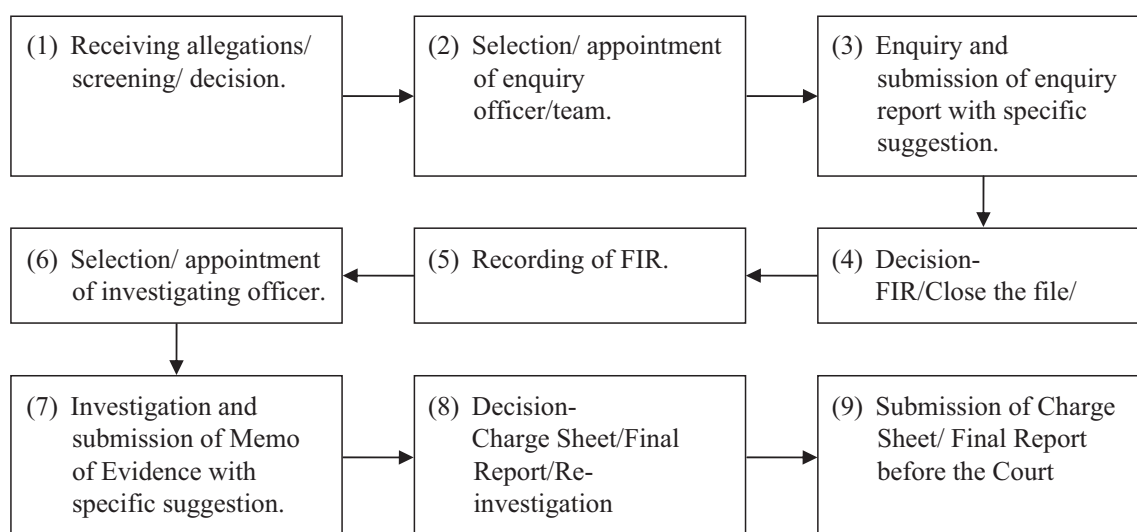 (1) Receiving allegations/
screening/ decision.
(2) Selection/ appointment
of enquiry
officer/team.
(3) Enquiry and
submission of enquiry
report with specific
suggestion.
(4) Decision-
FIR/Close the file/
(5) Recording of FIR.
(6) Selection/ appointment
of investigating officer.
(7) Investigation and
submission of Memo
of Evidence with
specific suggestion.
(8) Decision-
Charge Sheet/Final
Report/Re-
investigation
(9) Submission of Charge
Sheet/ Final Report
before the Court